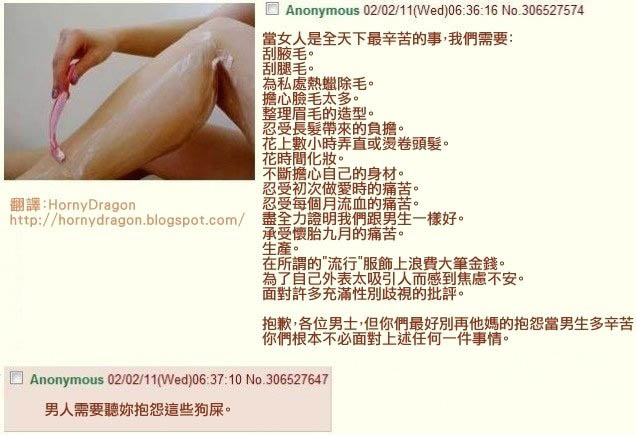 Anonymous 02/02/11(Wed)06:36:16 No.306527574
當女人是全天下最辛苦的事,我們需要:
刮腋毛。
刮腿毛。
為私處熱蠟除毛。
擔心臉毛太多。
整理眉毛的造型。
忍受長髮帶來的負擔。
花上數小時弄直或燙卷頭髮。
花時間化妝。
不斷擔心自己的身材。
忍受初次做愛時的痛苦。
忍受每個月流血的痛苦。
盡全力證明我們跟男生一樣好。
承受懷胎九月的痛苦。
生產。
在所謂的"流行"服飾上浪費大筆金錢。
為了自己外表太吸引人而感到焦慮不安。
面對許多充滿性別歧視的批評。
抱歉,各位男士,但你們最好別再他媽的抱怨當男生多辛苦
你們根本不必面對上述任何一件事情。
翻譯:HornyDragon
http://hornydragon.blogspot.com/
Anonymous 02/02/11(Wed)06:37:10 No.306527647
男人需要聽妳抱怨這些狗屎。